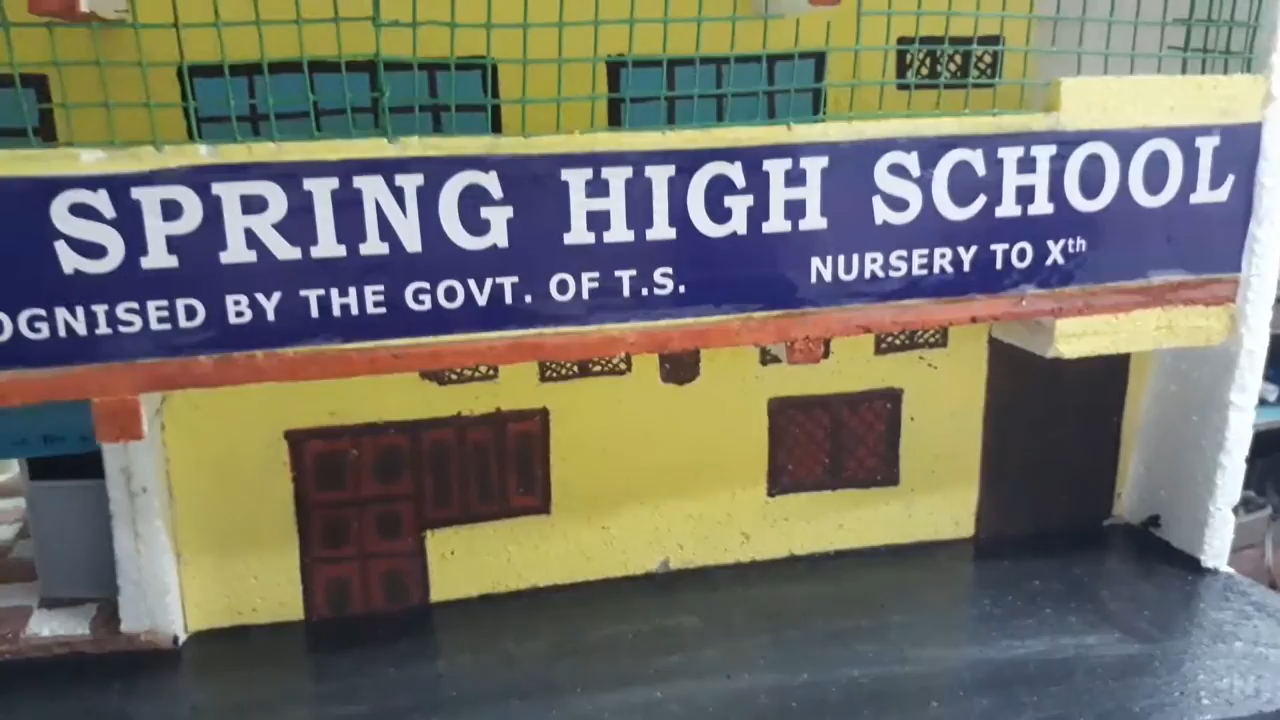 SPRING HIGH SCHOOL
OGNISED BY THE GOVT. OF T.S. NURSERY TO Xth